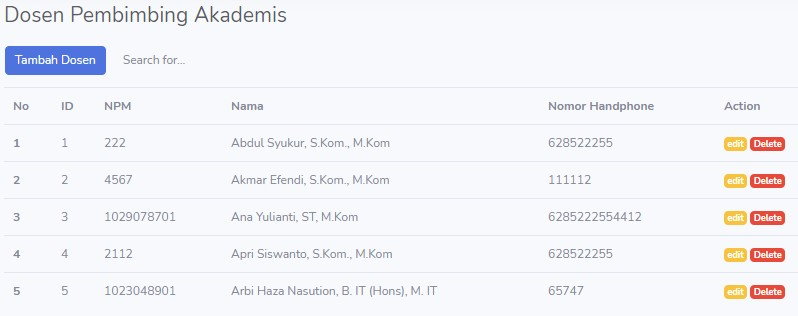 Dosen Pembimbing Akademis
Tambah Dosen Search for...
No ID NPM Nama Nomor Handphone Action
1 1 222 Abdul Syukur, S.Kom., M.Kom 628522255 edit Delete
2 2 4567 Akmar Efendi, S.Kom., M.Kom 111112 edit Delete
3 3 1029078701 Ana Yulianti, ST, M.Kom 6285222554412 edit Delete
4 4 2112 Apri Siswanto, S.Kom., M.Kom 628522255 edit Delete
5 5 1023048901 Arbi Haza Nasution, B. IT (Hons), M. IT 65747 edit Delete